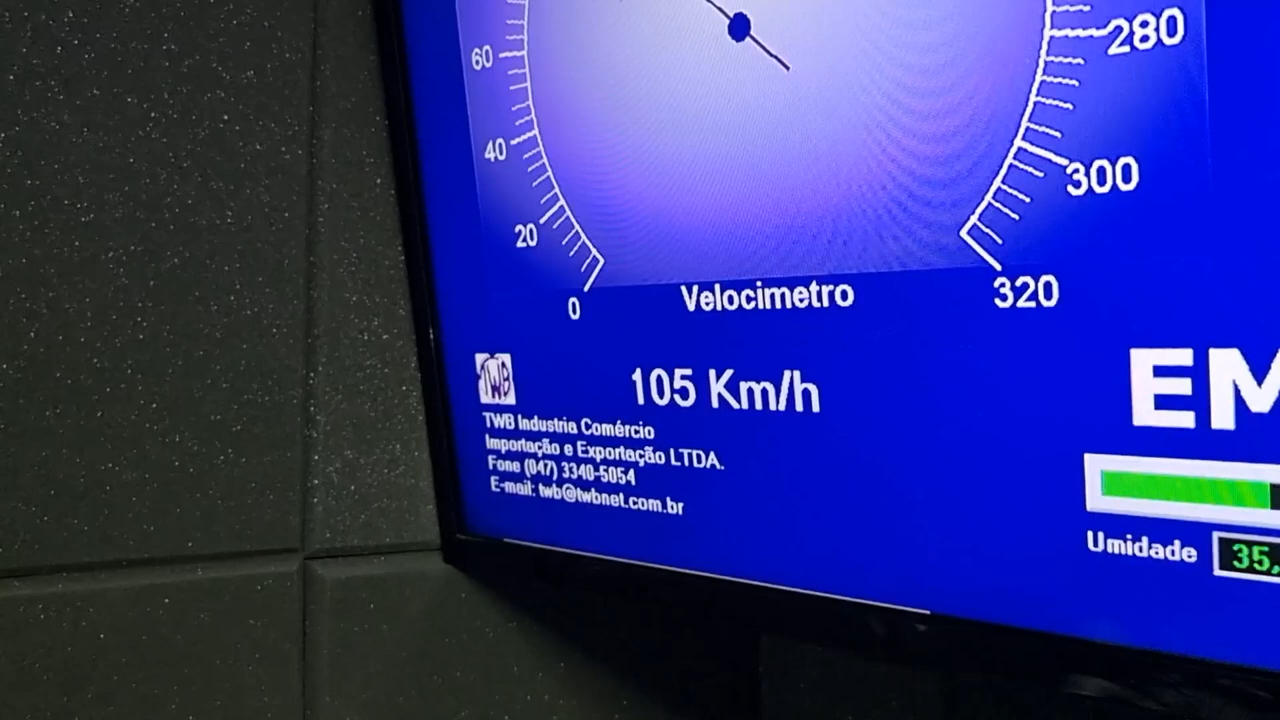 60
280
40
300
20
0
Velocimetro
320
TWB
105 Km/h
EM
TWB Industria Comércio
Importação e Exportação LTDA.
Fone (047) 3340-5054
E-mail: twb@twbnet.com.br
Umidade
35,